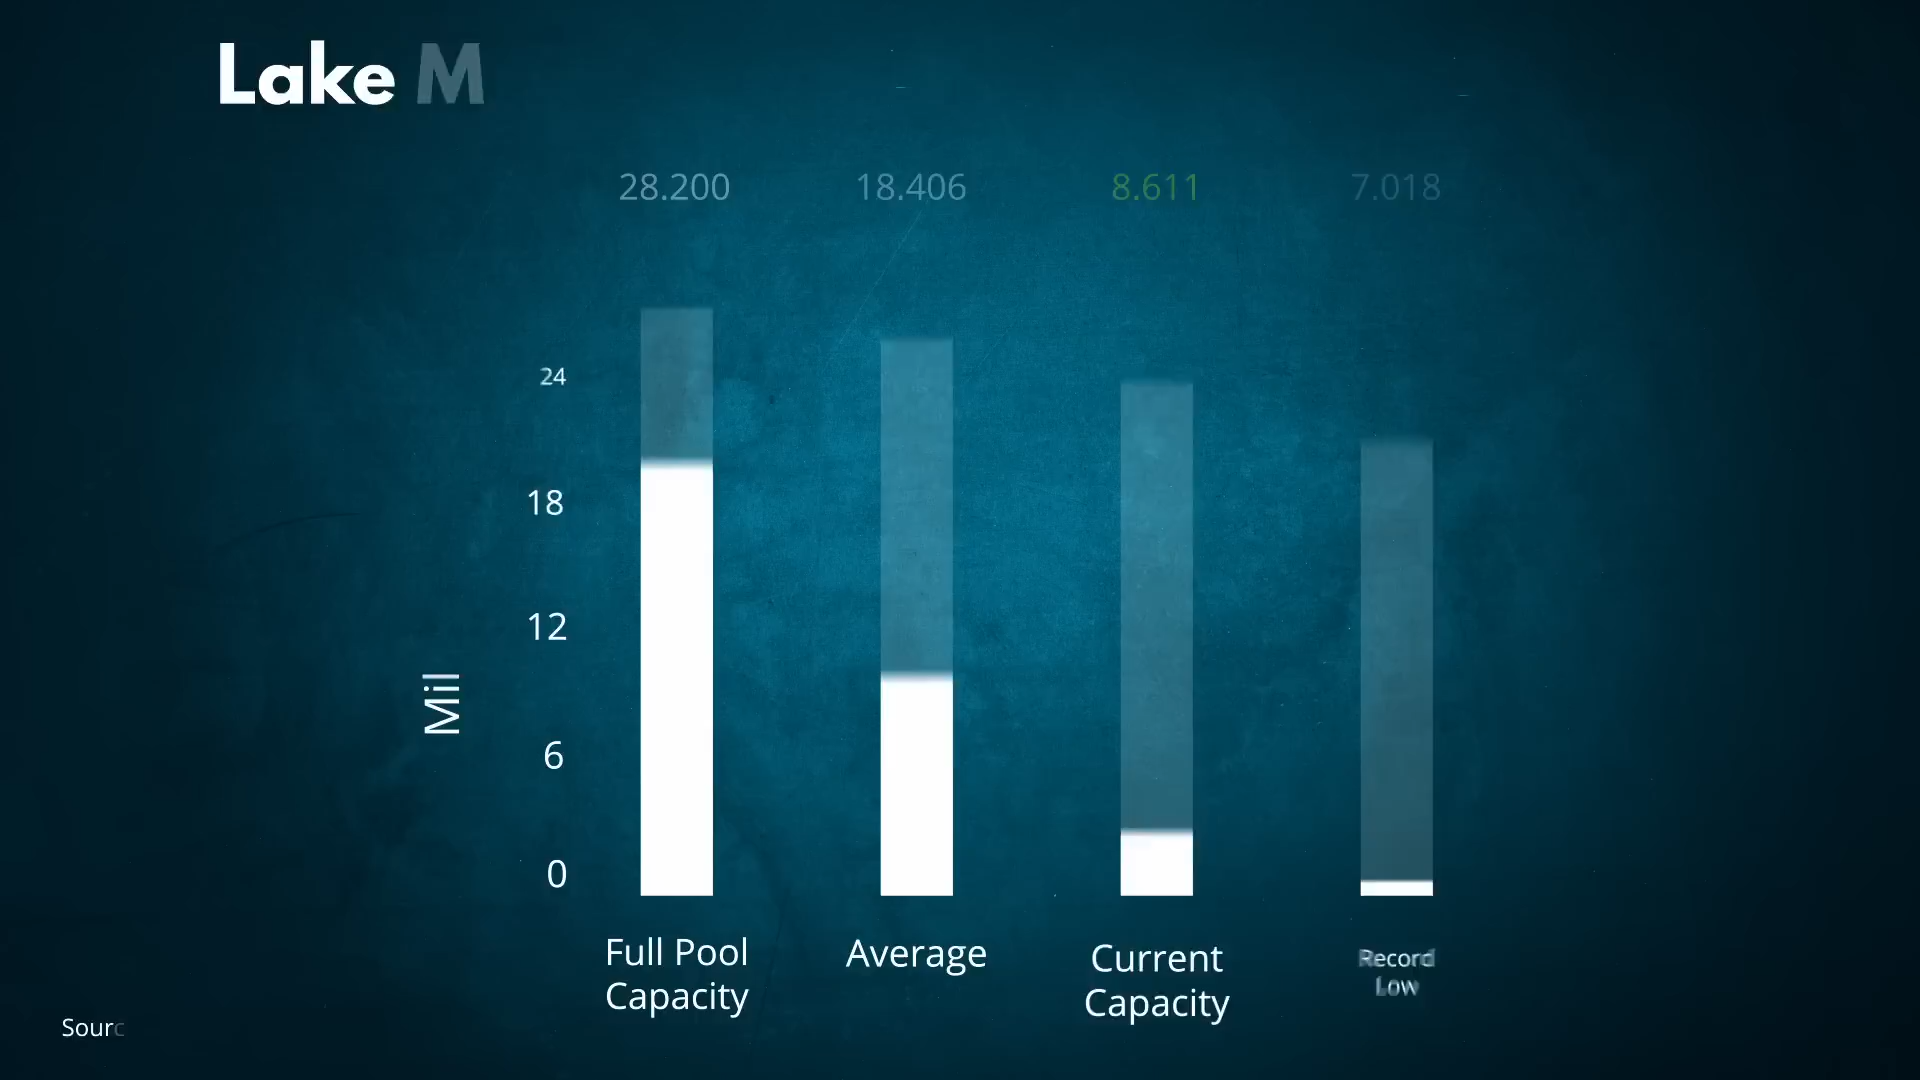 Lake M
28.200
18.406
8.611
7.018
24
18
12
6
0
Mil
Full Pool
Capacity
Average
Current
Capacity
Record
Low
Sourc